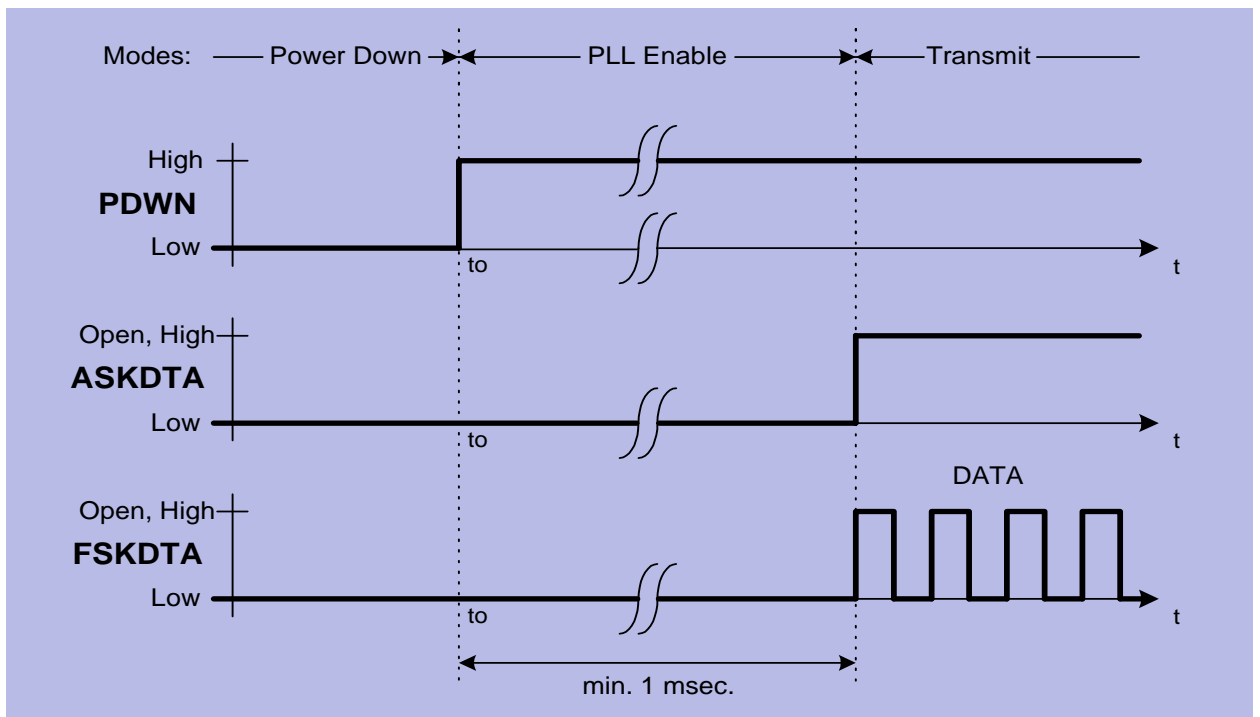 Modes: Power Down PLL Enable Transmit
High
PDWN
Low
to
t
Open, High
ASKDTA
Low
to
t
DATA
Open, High
FSKDTA
Low
to
t
min. 1 msec.